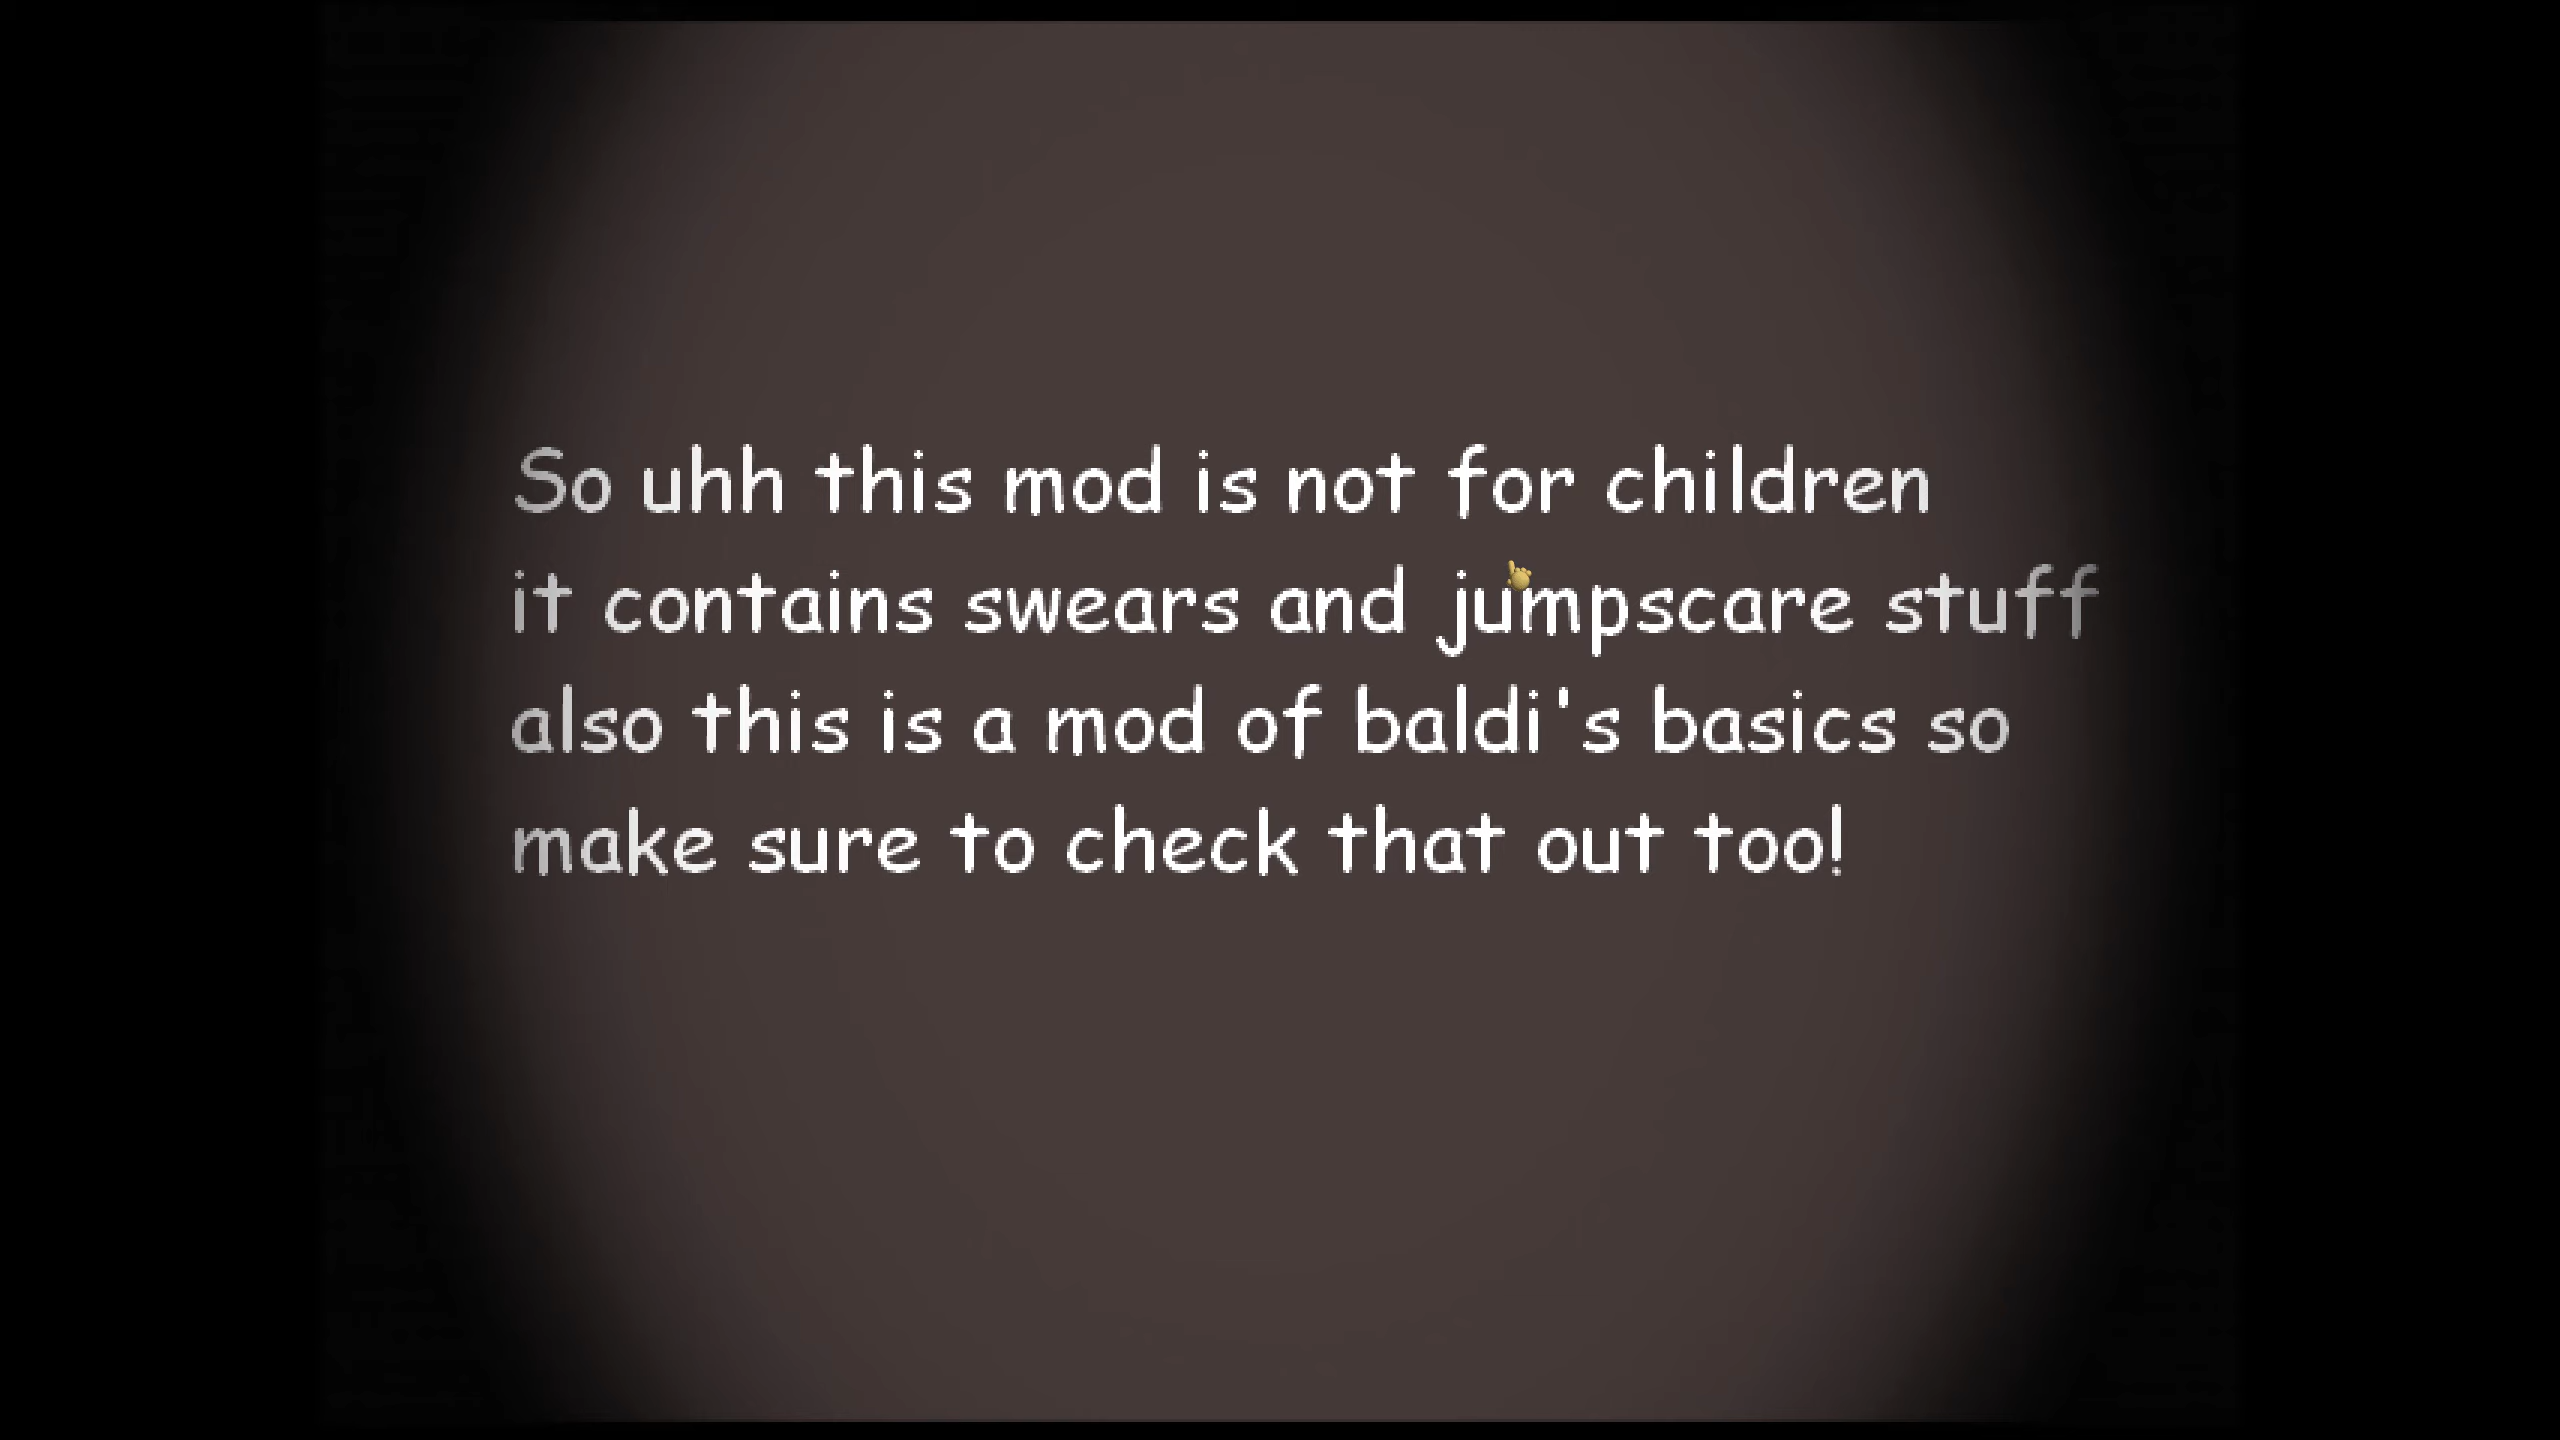 So uhh this mod is not for children
it contains swears and jumpscare stuff
also this is a mod of baldi's basics so
make sure to check that out too!